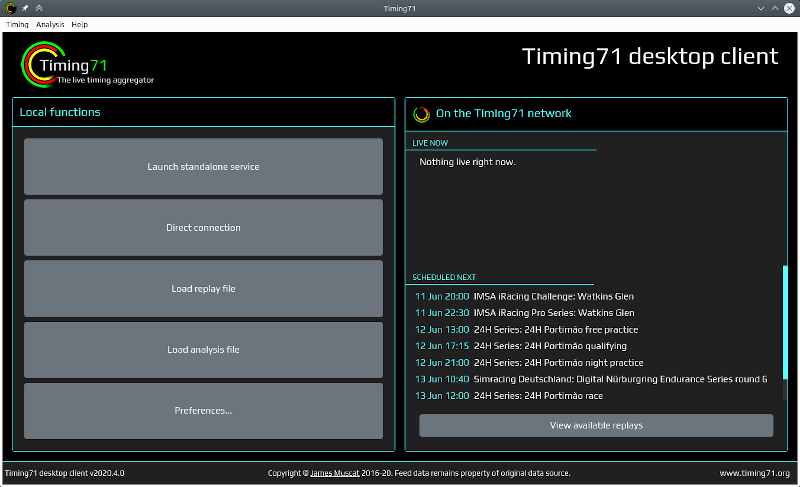 Timing71
Timing Analysis Help
Timing71
The live timing aggregator
Timing71 desktop client
Local functions
Launch standalone service
Direct connection
Load replay file
Load analysis file
Preferences...
On the Timing71 network
LIVE NOW
Nothing live right now.
SCHEDULED NEXT
11 Jun 20:00 IMSA iRacing Challenge: Watkins Glen
11 Jun 22:30 IMSA iRacing Pro Series: Watkins Glen
12 Jun 13:00 24H Series: 24H Portimão free practice
12 Jun 17:15 24H Series: 24H Portimão qualifying
12 Jun 21:00 24H Series: 24H Portimão night practice
13 Jun 10:40 Simracing Deutschland: Digital Nürburgring Endurance Series round 6
13 Jun 12:00 24H Series: 24H Portimão race
View available replays
Timing71 desktop client v2020.4.0
Copyright © James Muscat 2016-20. Feed data remains property of original data source.
www.timing71.org